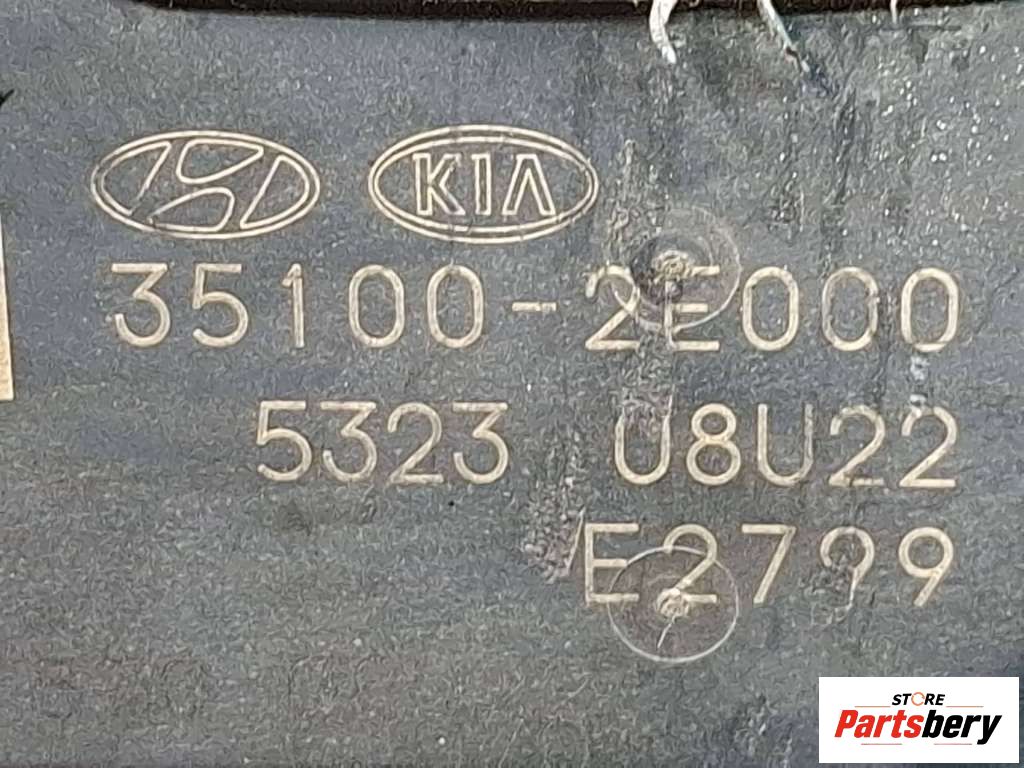 KIA
35100-2E000
5323 U8U22
E2799
STORE
Partsbery